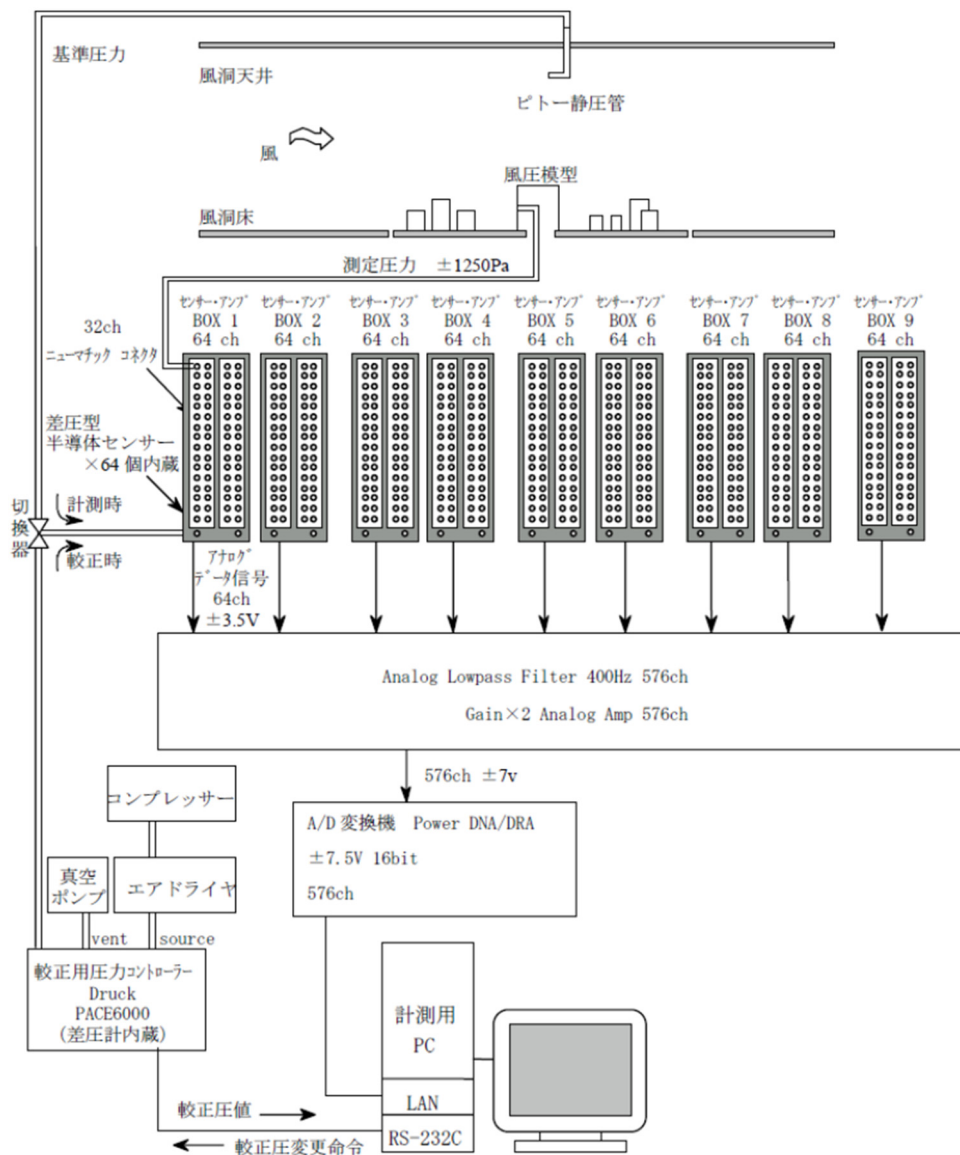 基準圧力
風洞天井
ピトー静圧管
風
風圧模型
風洞床
測定圧力 ±1250Pa
センサー・アンプ
BOX 1
64 ch
センサー・アンプ
BOX 2
64 ch
センサー・アンプ
BOX 3
64 ch
センサー・アンプ
BOX 4
64 ch
センサー・アンプ
BOX 5
64 ch
センサー・アンプ
BOX 6
64 ch
センサー・アンプ
BOX 7
64 ch
センサー・アンプ
BOX 8
64 ch
センサー・アンプ
BOX 9
64 ch
32ch
ニューマチック コネクタ
差圧型
半導体センサー
×64 個内蔵
切換器
計測時
較正時
アナログ
データ信号
64ch
±3.5V
Analog Lowpass Filter 400Hz 576ch
Gain×2 Analog Amp 576ch
576ch ±7v
A/D 変換機 Power DNA/DRA
±7.5V 16bit
576ch
コンプレッサー
真空
ポンプ
エアドライヤ
vent
source
較正用圧力コントローラー
Druck
PACE6000
(差圧計内蔵)
計測用
PC
LAN
RS-232C
較正圧値
較正圧変更命令